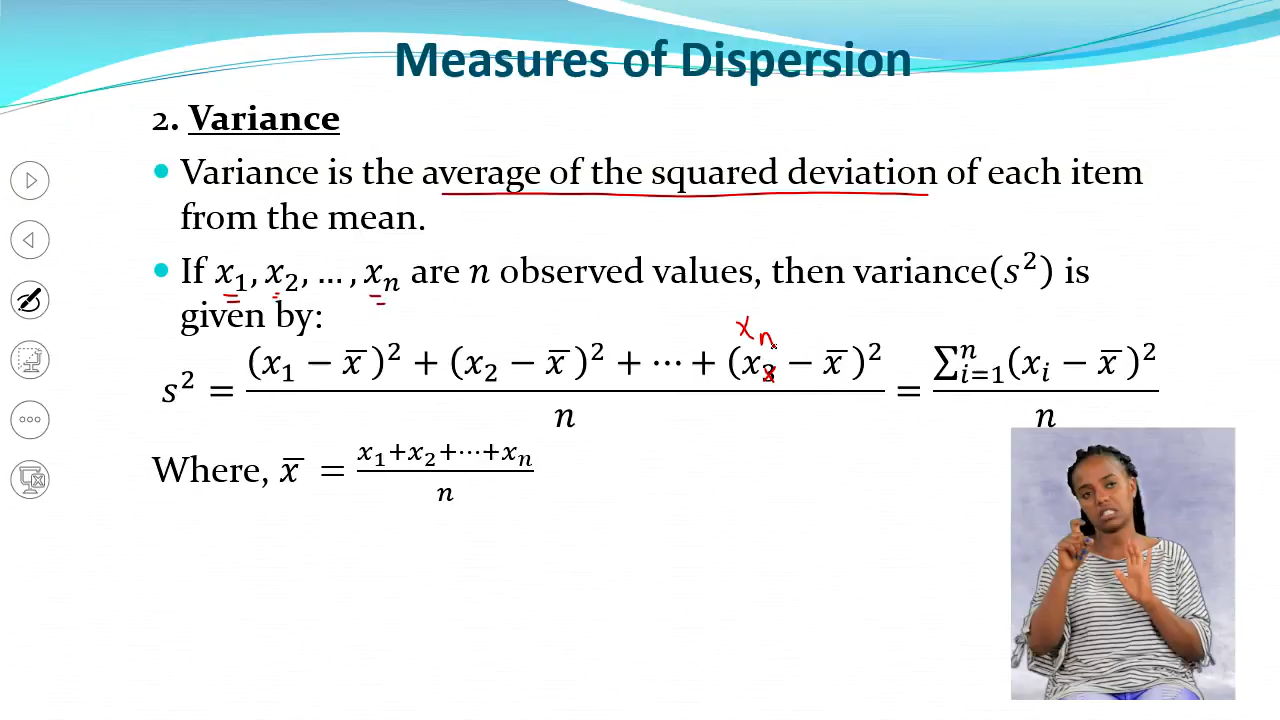 Measures of Dispersion
2. Variance
• Variance is the average of the squared deviation of each item
from the mean.
• If x₁, x₂, …, xₙ are n observed values, then variance(s²) is
given by:
xₙ
s² = ((x₁ − x̅)² + (x₂ − x̅)² + ⋯ + (x₃ − x̅)²) / n = (∑ⁿᵢ₌₁(xᵢ − x̅)²) / n
Where, x̅ = (x₁+x₂+⋯+xₙ) / n